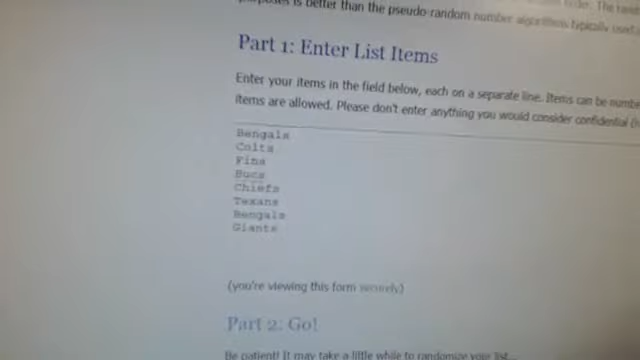 is better than the pseudo-random number algorithms typically used
Part 1: Enter List Items
Enter your items in the field below, each on a separate line. Items can be numbe
items are allowed. Please don't enter anything you would consider confidential
Bengals
Colts
Fins
Bucs
Chiefs
Texans
Bengals
Giants
(you're viewing this form securely)
Part 2: Go!
Be patient! It may take a little while to randomize your list...